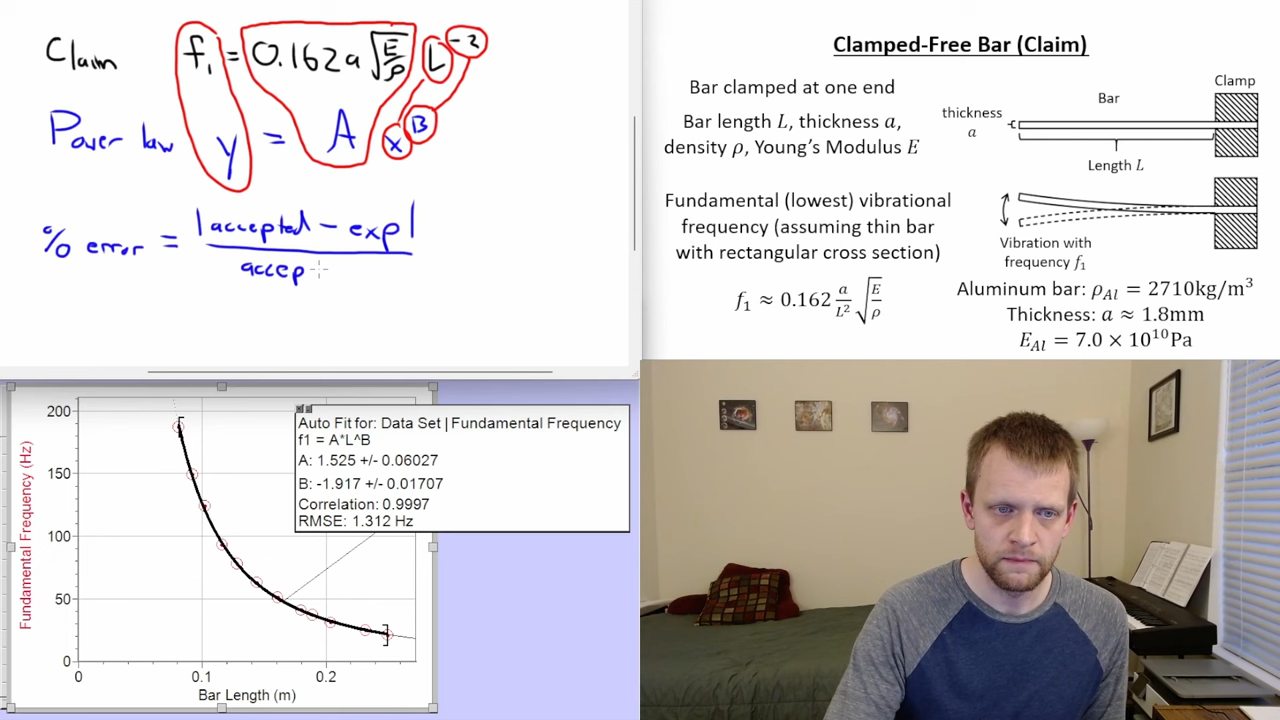 Claim f₁ = 0.162a √(E/ρ) L⁻²
Power law y = A x^B
% error = |accepted - exp|
accep
Clamped-Free Bar (Claim)
Bar clamped at one end
Bar length L, thickness a,
density ρ, Young's Modulus E
Fundamental (lowest) vibrational
frequency (assuming thin bar
with rectangular cross section)
f₁ ≈ 0.162 a/L² √(E/ρ)
Clamp
Bar
thickness
a
Length L
Vibration with
frequency f₁
Aluminum bar: ρ_Al = 2710kg/m³
Thickness: a ≈ 1.8mm
E_Al = 7.0 × 10¹⁰Pa
Auto Fit for: Data Set | Fundamental Frequency
f1 = A*L^B
A: 1.525 +/- 0.06027
B: -1.917 +/- 0.01707
Correlation: 0.9997
RMSE: 1.312 Hz
Fundamental Frequency (Hz)
200
150
100
50
0
0 0.1 0.2
Bar Length (m)